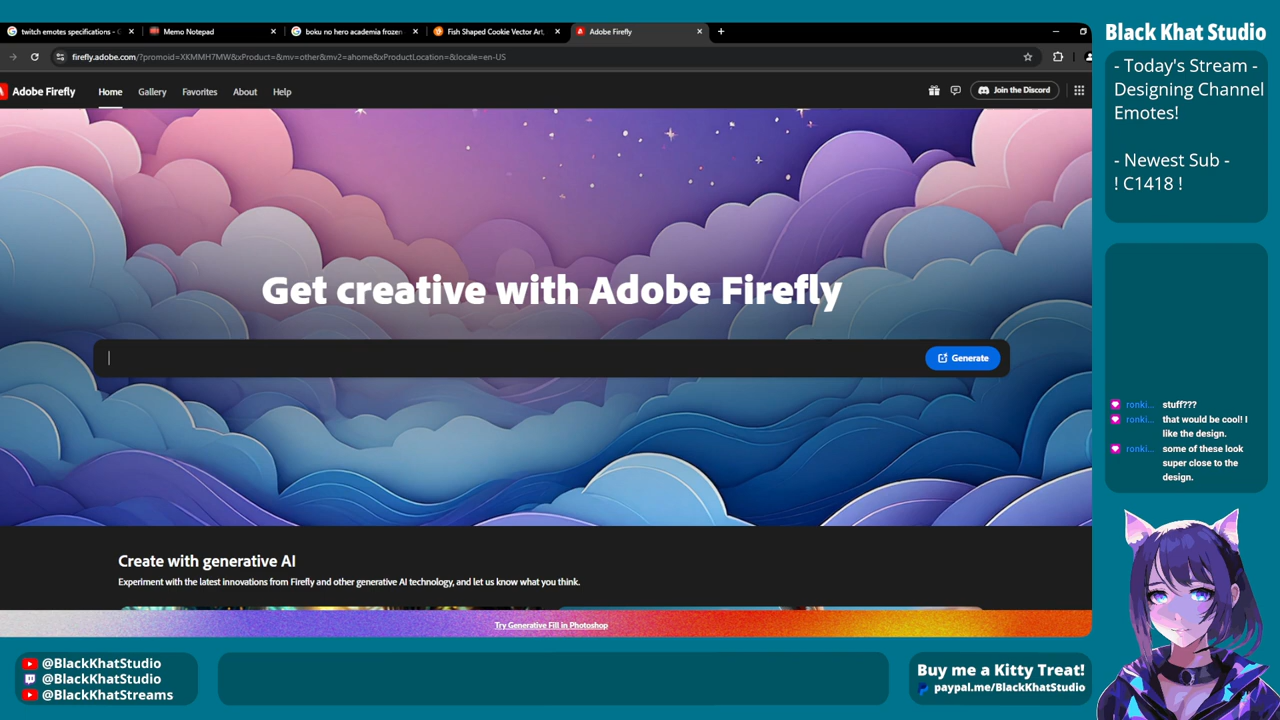 twitch emotes specifications -
Memo Notepad
boku no hero academia frozen
Fish Shaped Cookie Vector Art,
Adobe Firefly
firefly.adobe.com/?promoid=XKMMH7MW&xProduct=&mv=other&mv2=ahome&xProductLocation=&locale=en-US
Adobe Firefly
Home
Gallery
Favorites
About
Help
Join the Discord
Get creative with Adobe Firefly
Generate
Create with generative AI
Experiment with the latest innovations from Firefly and other generative AI technology, and let us know what you think.
Try Generative Fill in Photoshop
Black Khat Studio
- Today's Stream -
Designing Channel
Emotes!
- Newest Sub -
! C1418 !
ronki... stuff???
ronki... that would be cool! I
like the design.
ronki... some of these look
super close to the
design.
@BlackKhatStudio
@BlackKhatStudio
@BlackKhatStreams
Buy me a Kitty Treat!
paypal.me/BlackKhatStudio